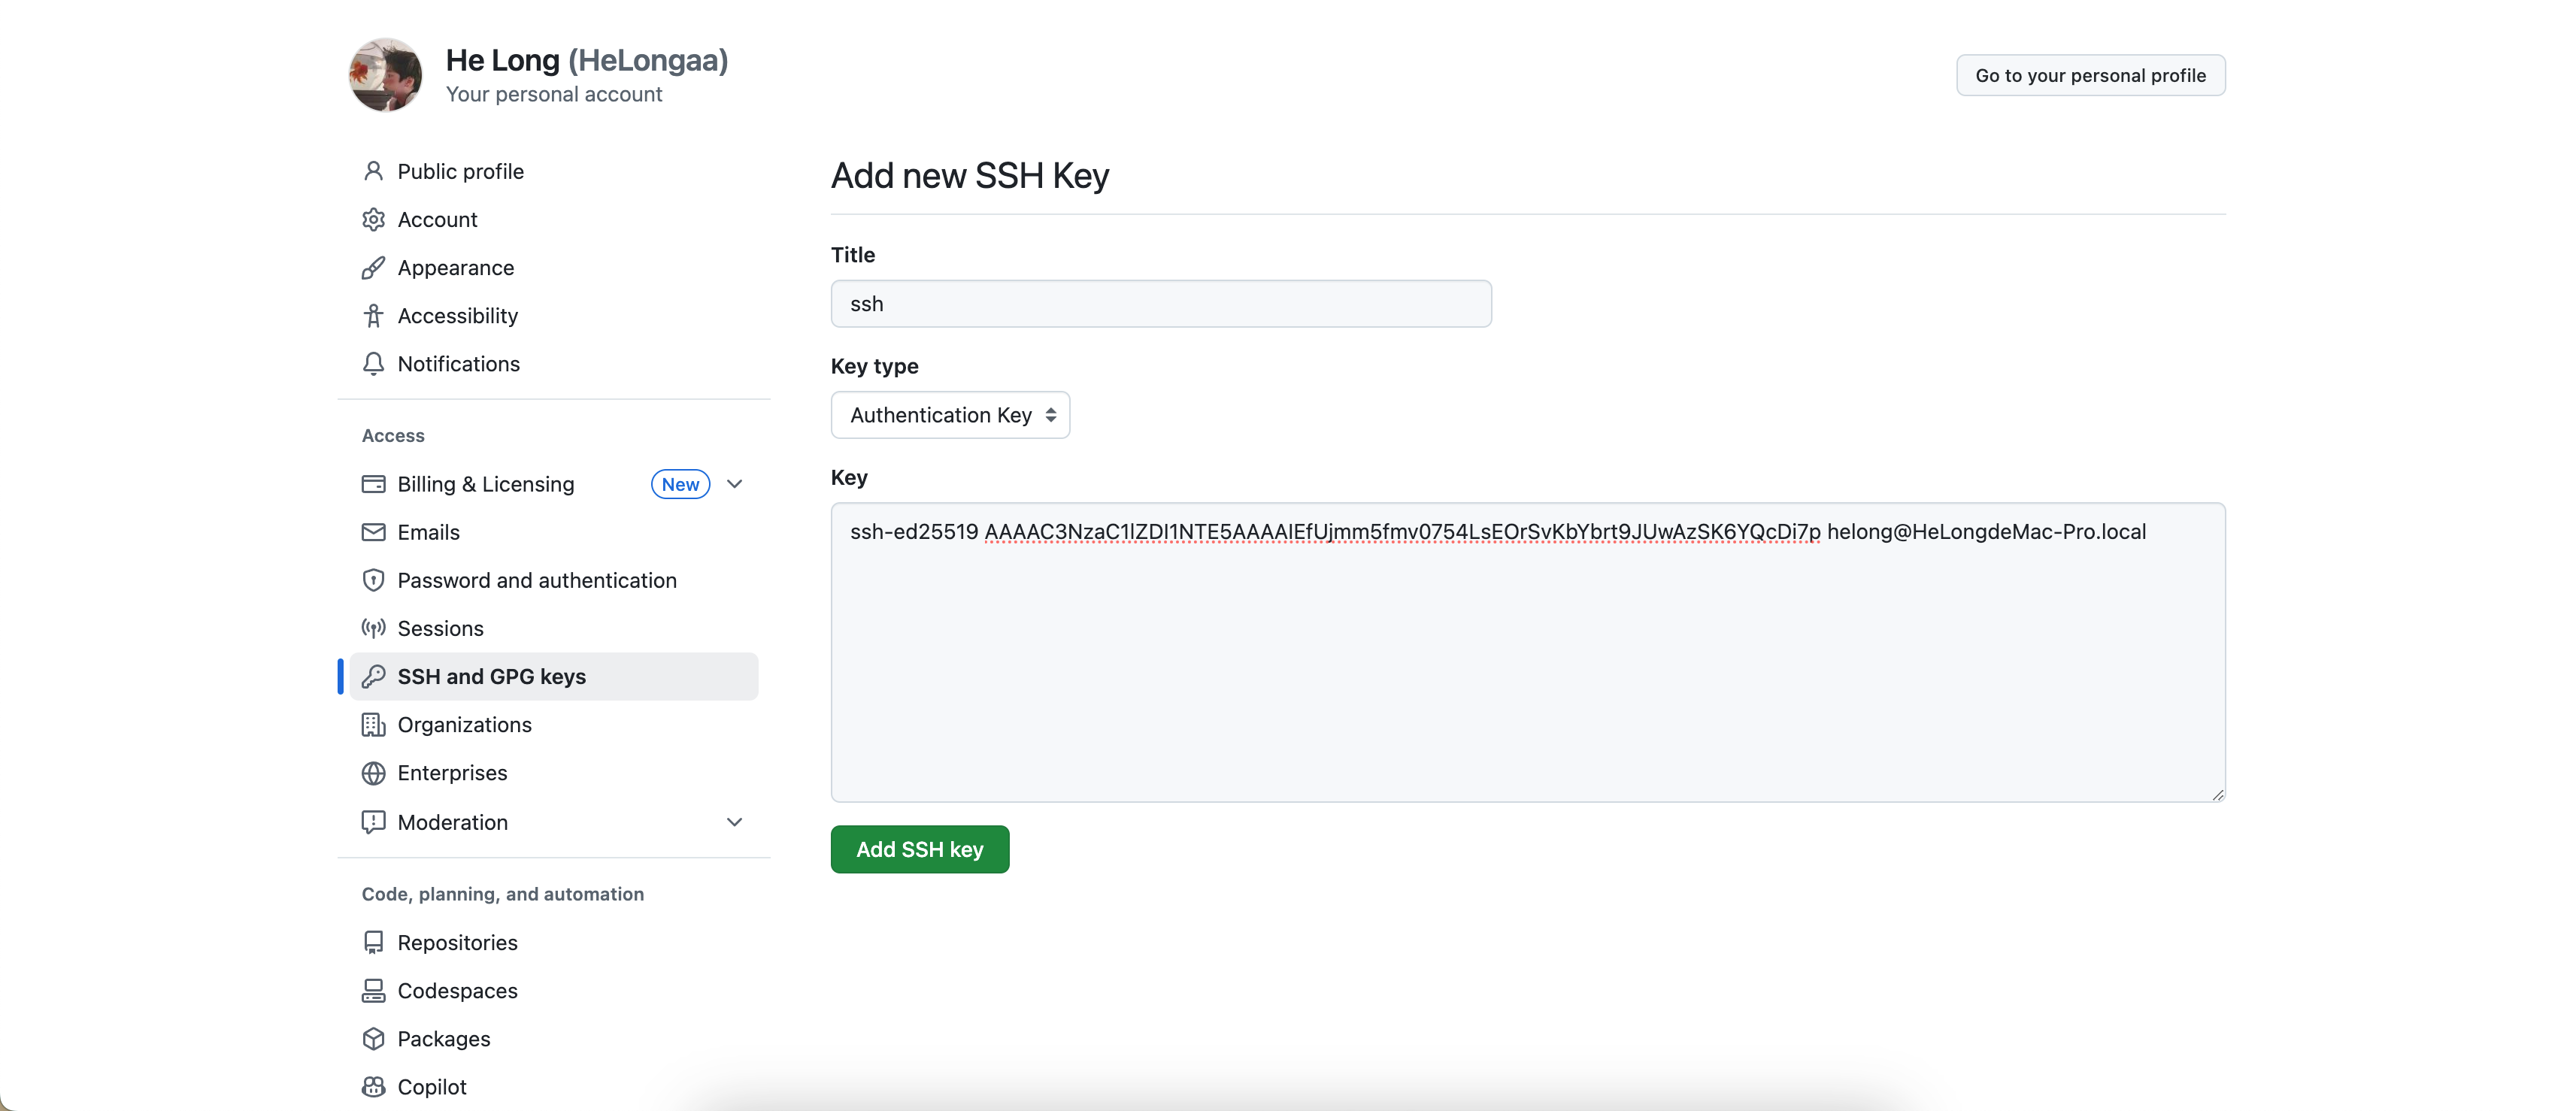 He Long (HeLongaa)
Your personal account
Go to your personal profile
Public profile
Account
Appearance
Accessibility
Notifications
Access
Billing & Licensing New
Emails
Password and authentication
Sessions
SSH and GPG keys
Organizations
Enterprises
Moderation
Code, planning, and automation
Repositories
Codespaces
Packages
Copilot
Add new SSH Key
Title
ssh
Key type
Authentication Key
Key
ssh-ed25519 AAAAC3NzaC1lZDI1NTE5AAAAIEfUjmm5fmv0754LsEOrSvKbYbrt9JUwAzSK6YQcDi7p helong@HeLongdeMac-Pro.local
Add SSH key